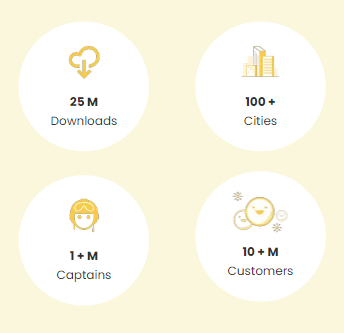 25 M
Downloads
100 +
Cities
1 + M
Captains
10 + M
Customers